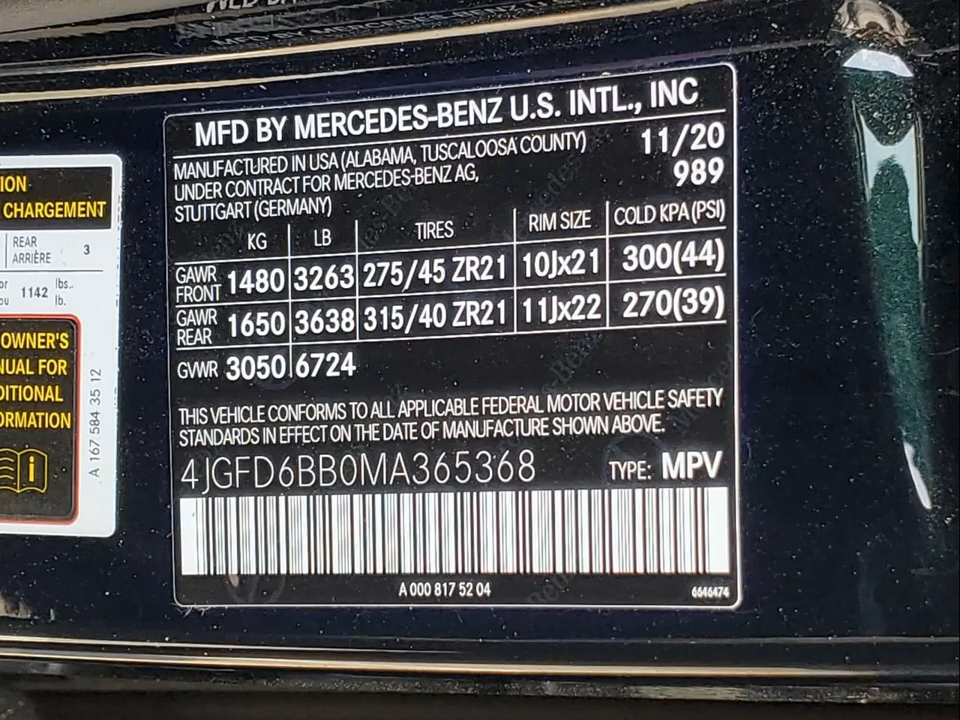 MFD BY MERCEDES-BENZ U.S. INTL., INC
MANUFACTURED IN USA (ALABAMA, TUSCALOOSA COUNTY) 11/20
UNDER CONTRACT FOR MERCEDES-BENZ AG, 989
STUTTGART (GERMANY)
KG LB TIRES RIM SIZE COLD KPA (PSI)
GAWR FRONT 1480 3263 275/45 ZR21 10Jx21 300(44)
GAWR REAR 1650 3638 315/40 ZR21 11Jx22 270(39)
GVWR 3050 6724
THIS VEHICLE CONFORMS TO ALL APPLICABLE FEDERAL MOTOR VEHICLE SAFETY
STANDARDS IN EFFECT ON THE DATE OF MANUFACTURE SHOWN ABOVE.
4JGFD6BB0MA365368 TYPE: MPV
A 000 817 52 04 6646474
CHARGEMENT
REAR
ARRIÈRE 3
1142 lbs..
lb.
OWNER'S
FOR
A 167 584 35 12